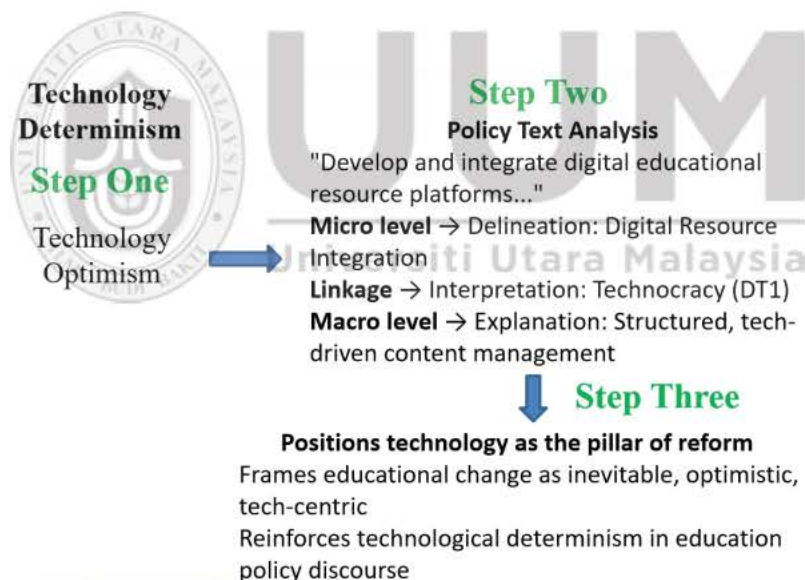 Technology
Determinism
Step One
Technology
Optimism
Step Two
Policy Text Analysis
"Develop and integrate digital educational
resource platforms..."
Micro level → Delineation: Digital Resource
Integration
Linkage → Interpretation: Technocracy (DT1)
Macro level → Explanation: Structured, tech-
driven content management
Step Three
Positions technology as the pillar of reform
Frames educational change as inevitable, optimistic,
tech-centric
Reinforces technological determinism in education
policy discourse
UUM
Universiti Utara Malaysia
UNIVERSITI UTARA MALAYSIA